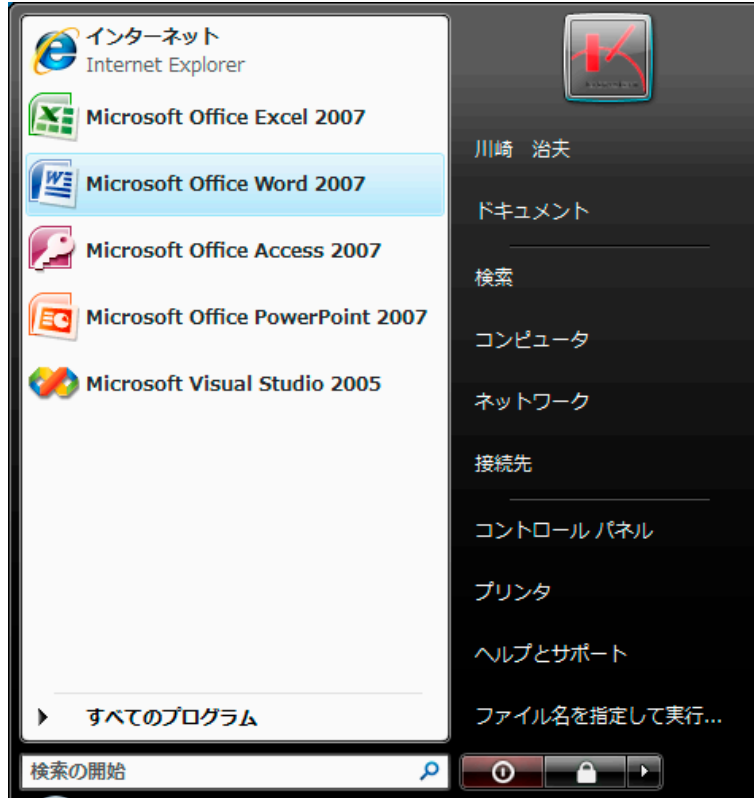 インターネット
Internet Explorer
Microsoft Office Excel 2007
Microsoft Office Word 2007
Microsoft Office Access 2007
Microsoft Office PowerPoint 2007
Microsoft Visual Studio 2005
すべてのプログラム
検索の開始
川崎　治夫
ドキュメント
検索
コンピュータ
ネットワーク
接続先
コントロール パネル
プリンタ
ヘルプとサポート
ファイル名を指定して実行...